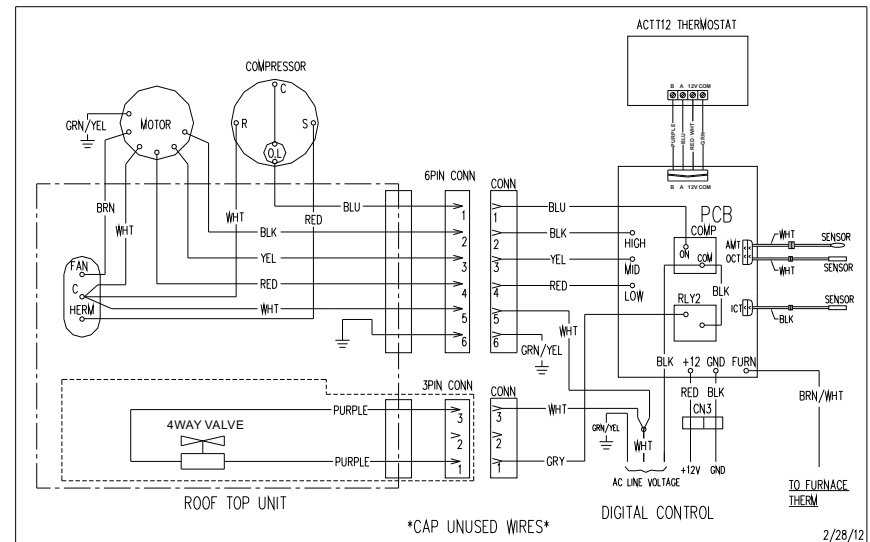 ACTT12 THERMOSTAT
B A 12V COM
PURPLE
BLU
RED WHT
GRN
B A 12V COM
COMPRESSOR
C
R
S
O.L
MOTOR
GRN/YEL
6PIN CONN
CONN
PCB
BRN
WHT
WHT
RED
BLU
1
1
BLU
BLK
2
2
BLK
HIGH
YEL
3
3
YEL
MID
RED
4
4
RED
LOW
WHT
5
5
WHT
6
6
GRN/YEL
FAN
C
HERM
COMP
ON
COM
BLK
RLY2
AMT
OCT
WHT
SENSOR
WHT
SENSOR
ICT
BLK
SENSOR
BLK +12 GND FURN
RED BLK
CN3
+12V GND
BRN/WHT
TO FURNACE
THERM
3PIN CONN
CONN
PURPLE
3
3
WHT
2
2
4WAY VALVE
PURPLE
1
1
GRY
GRN/YEL
WHT
AC LINE VOLTAGE
ROOF TOP UNIT
DIGITAL CONTROL
*CAP UNUSED WIRES*
2/28/12